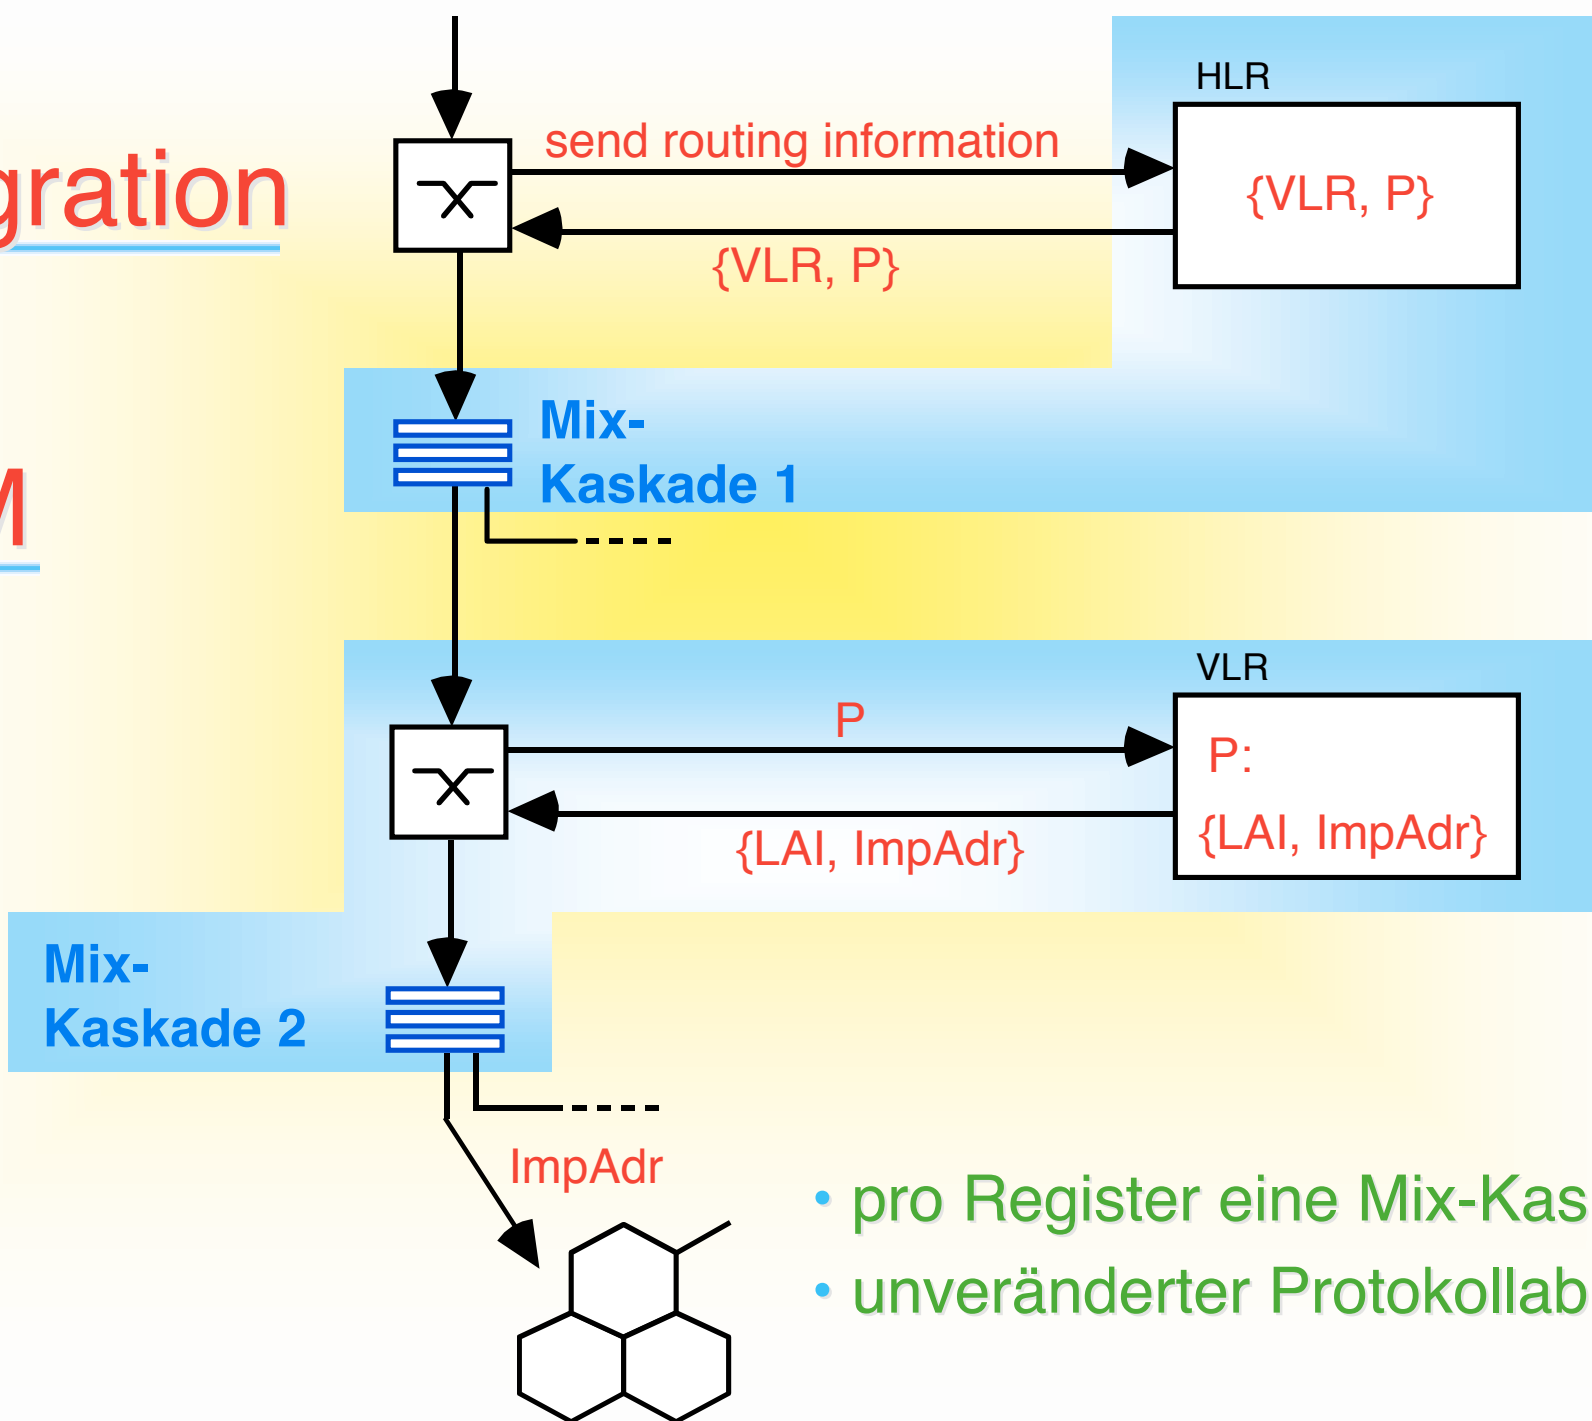 HLR
send routing information
gration
{VLR, P}
{VLR, P}
Mix-
Kaskade 1
M
VLR
P
P:
{LAI, ImpAdr}
{LAI, ImpAdr}
Mix-
Kaskade 2
ImpAdr
• pro Register eine Mix-Kas
• unveränderter Protokollab